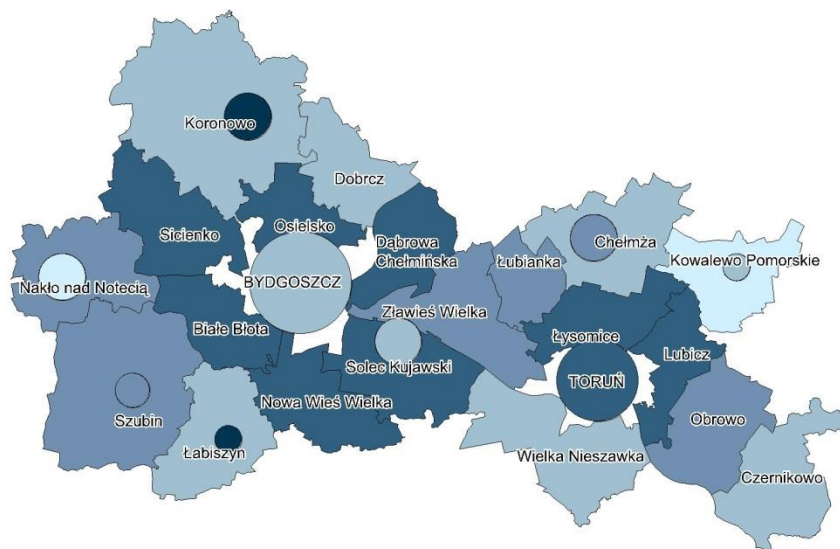 Koronowo
Dobrcz
Sicienko
Osielsko
Dąbrowa
Chełmińska
Chełmża
Łubianka
Kowalewo Pomorskie
BYDGOSZCZ
Nakło nad Notecią
Zławieś Wielka
Białe Błota
Łysomice
Lubicz
Solec Kujawski
TORUŃ
Nowa Wieś Wielka
Szubin
Obrowo
Łabiszyn
Wielka Nieszawka
Czernikowo